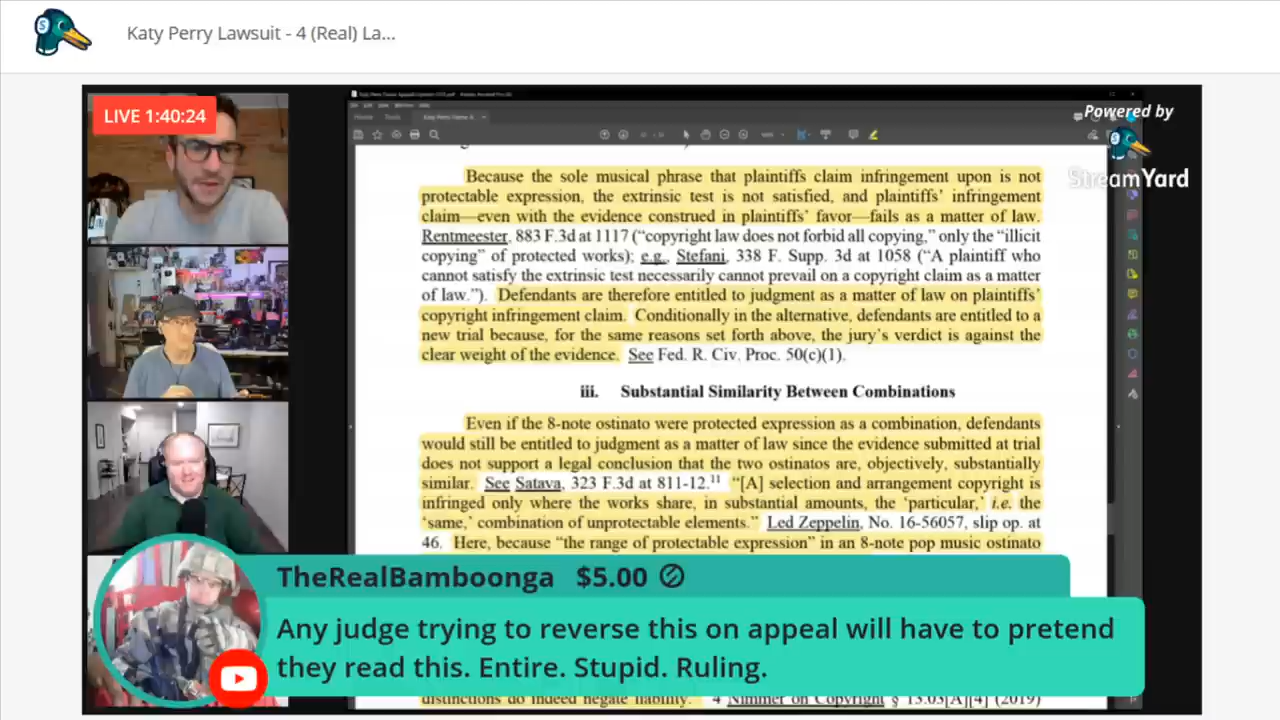 Katy Perry Lawsuit - 4 (Real) La...
LIVE 1:40:24
Powered by
StreamYard
Because the sole musical phrase that plaintiffs claim infringement upon is not
protectable expression, the extrinsic test is not satisfied, and plaintiffs' infringement
claim—even with the evidence construed in plaintiffs' favor—fails as a matter of law.
Rentmeester, 883 F.3d at 1117 (“copyright law does not forbid all copying,” only the “illicit
copying” of protected works); e.g., Stefani, 338 F. Supp. 3d at 1058 (“A plaintiff who
cannot satisfy the extrinsic test necessarily cannot prevail on a copyright claim as a matter
of law.”). Defendants are therefore entitled to judgment as a matter of law on plaintiffs'
copyright infringement claim. Conditionally in the alternative, defendants are entitled to a
new trial because, for the same reasons set forth above, the jury's verdict is against the
clear weight of the evidence. See Fed. R. Civ. Proc. 50(c)(1).
iii. Substantial Similarity Between Combinations
Even if the 8-note ostinato were protected expression as a combination, defendants
would still be entitled to judgment as a matter of law since the evidence submitted at trial
does not support a legal conclusion that the two ostinatos are, objectively, substantially
similar. See Satava, 323 F.3d at 811-12.¹¹ “[A] selection and arrangement copyright is
infringed only where the works share, in substantial amounts, the ‘particular,’ i.e. the
‘same,’ combination of unprotectable elements.” Led Zeppelin, No. 16-56057, slip op. at
46. Here, because “the range of protectable expression” in an 8-note pop music ostinato
TheRealBamboonga $5.00
Any judge trying to reverse this on appeal will have to pretend
they read this. Entire. Stupid. Ruling.
distinctions do indeed negate liability.” 4 Nimmer on Copyright § 13.03[A][4] (2019)